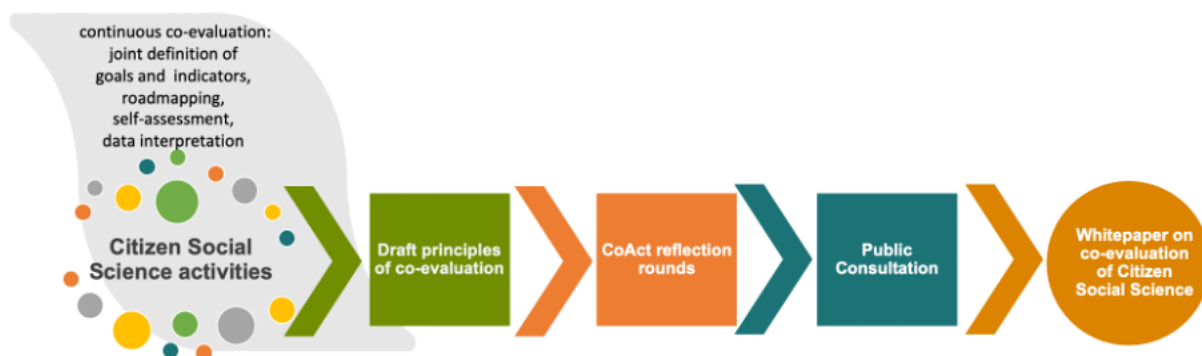 continuous co-evaluation:
joint definition of
goals and indicators,
roadmapping,
self-assessment,
data interpretation
Citizen Social
Science activities
Draft principles
of co-evaluation
CoAct reflection
rounds
Public
Consultation
Whitepaper on
co-evaluation
of Citizen
Social Science